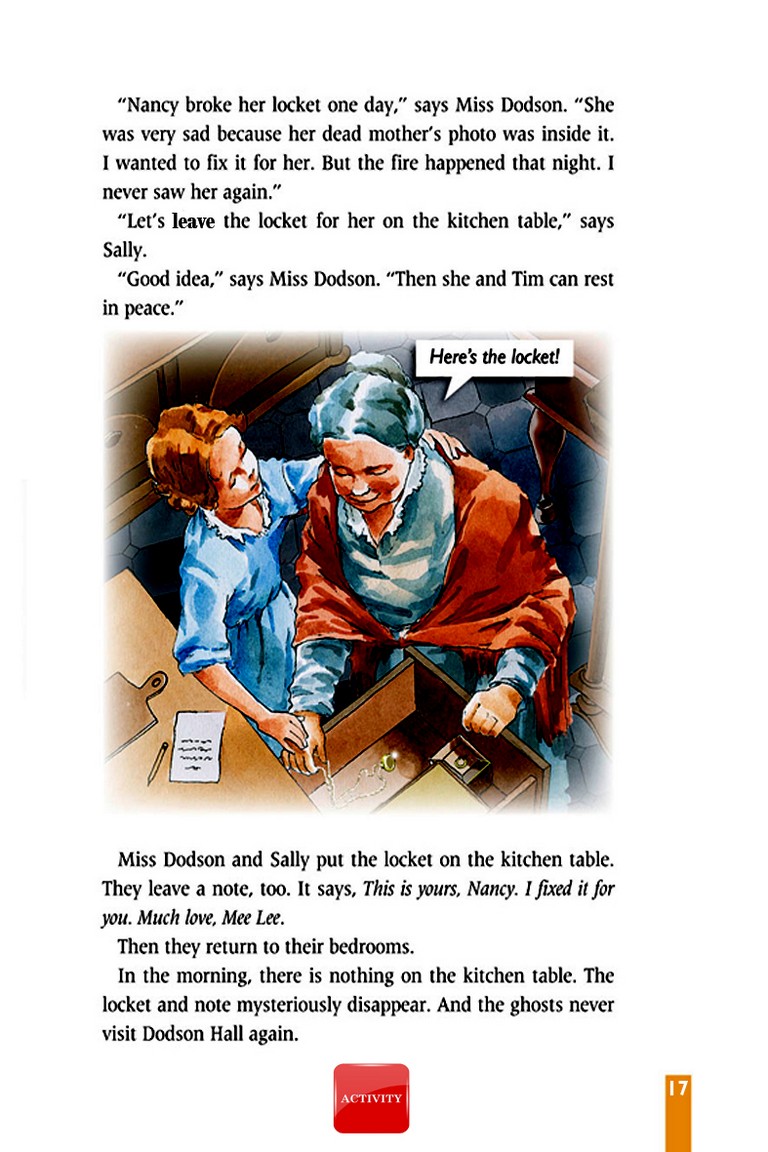 “Nancy broke her locket one day,” says Miss Dodson. “She
was very sad because her dead mother’s photo was inside it.
I wanted to fix it for her. But the fire happened that night. I
never saw her again.”
“Let’s leave the locket for her on the kitchen table,” says
Sally.
“Good idea,” says Miss Dodson. “Then she and Tim can rest
in peace.”
Here’s the locket!
Miss Dodson and Sally put the locket on the kitchen table.
They leave a note, too. It says, This is yours, Nancy. I fixed it for
you. Much love, Mee Lee.
Then they return to their bedrooms.
In the morning, there is nothing on the kitchen table. The
locket and note mysteriously disappear. And the ghosts never
visit Dodson Hall again.
ACTIVITY
17